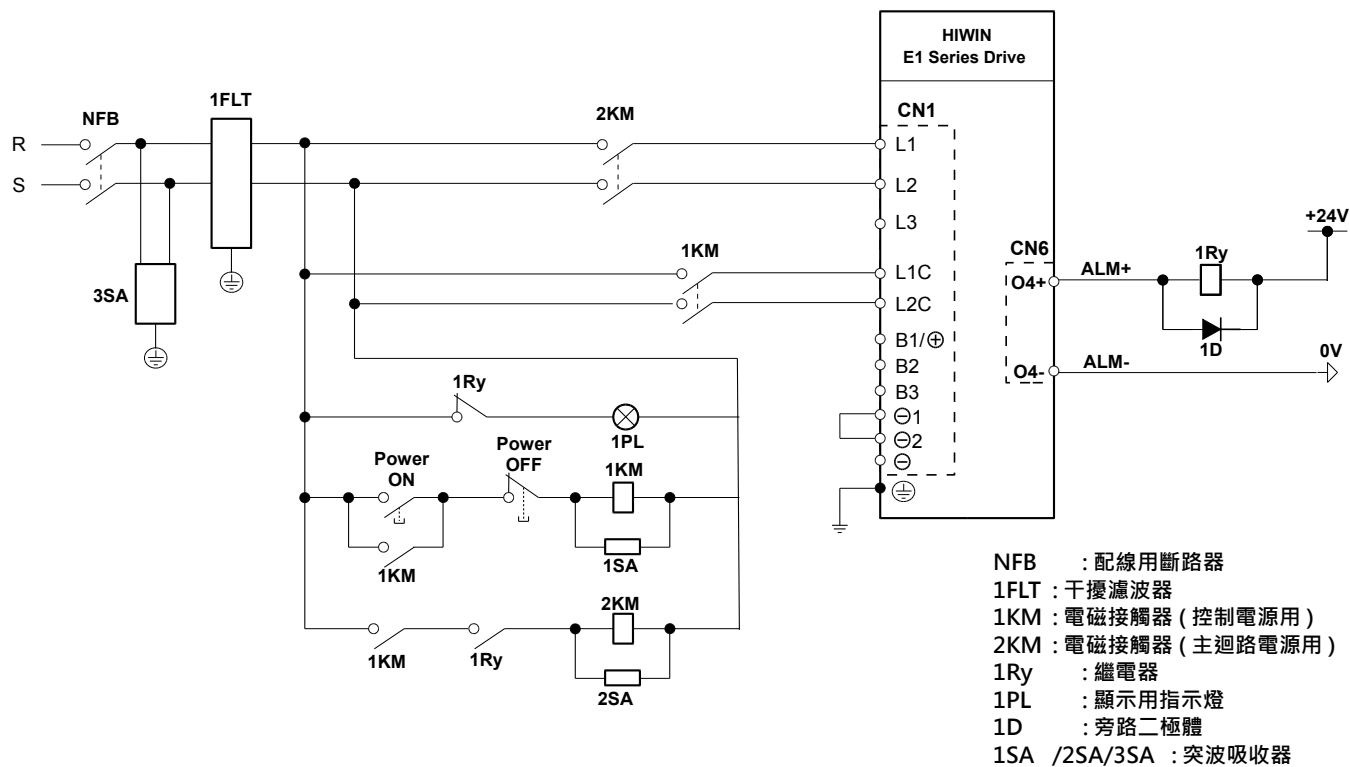 HIWIN
E1 Series Drive
NFB
1FLT
2KM
CN1
R
S
L1
L2
L3
3SA
1KM
L1C
L2C
CN6
O4+
ALM+
1Ry
+24V
1D
O4-
ALM-
0V
B1/⊕
B2
B3
⊖1
⊖2
⊖
1Ry
1PL
Power
ON
Power
OFF
1KM
1KM
1SA
2KM
1KM
1Ry
2SA
NFB : 配線用斷路器
1FLT : 干擾濾波器
1KM : 電磁接觸器 ( 控制電源用 )
2KM : 電磁接觸器 ( 主迴路電源用 )
1Ry : 繼電器
1PL : 顯示用指示燈
1D : 旁路二極體
1SA /2SA/3SA : 突波吸收器